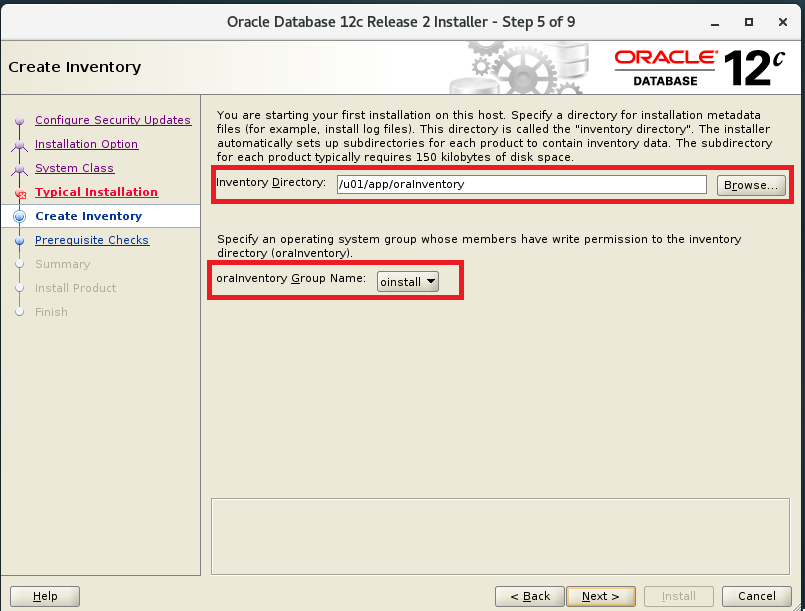 Oracle Database 12c Release 2 Installer - Step 5 of 9
Create Inventory
ORACLE
DATABASE
12c
Configure Security Updates
Installation Option
System Class
Typical Installation
Create Inventory
Prerequisite Checks
Summary
Install Product
Finish
You are starting your first installation on this host. Specify a directory for installation metadata
files (for example, install log files). This directory is called the "inventory directory". The installer
automatically sets up subdirectories for each product to contain inventory data. The subdirectory
for each product typically requires 150 kilobytes of disk space.
Inventory Directory: /u01/app/oraInventory Browse...
Specify an operating system group whose members have write permission to the inventory
directory (oraInventory).
oraInventory Group Name: oinstall
Help < Back Next > Install Cancel